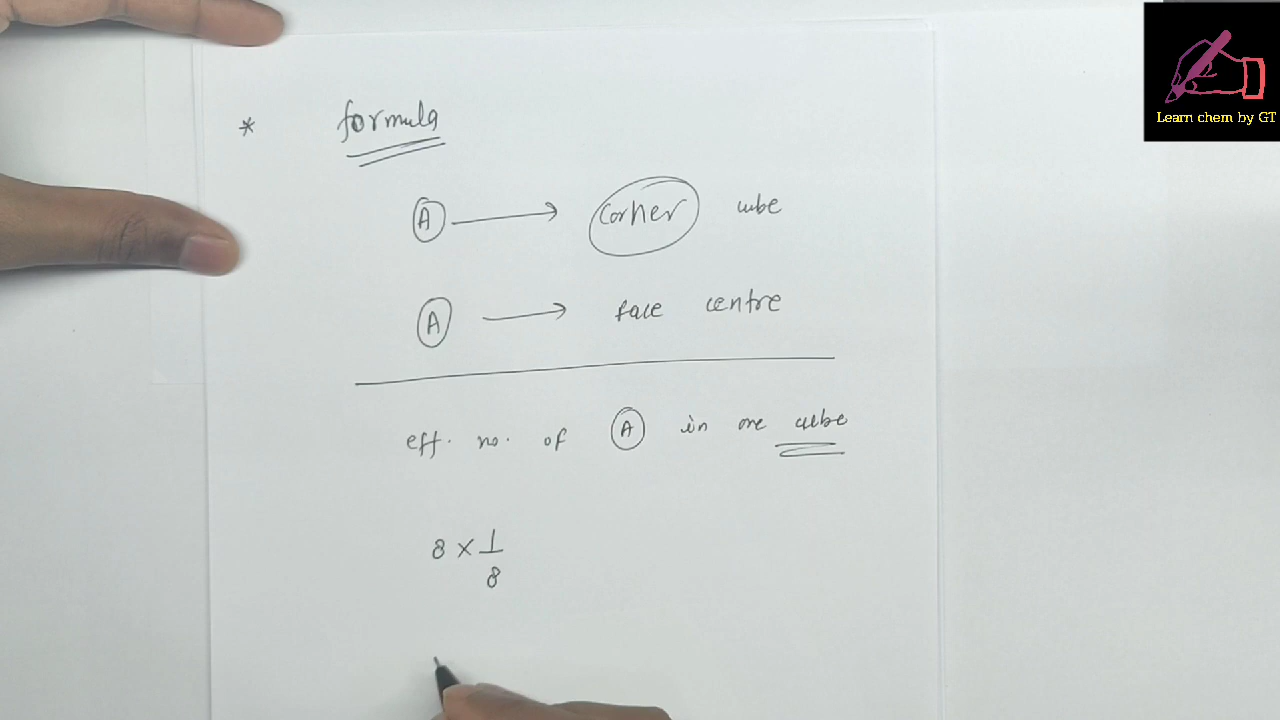 Learn chem by GT
* formula
A → corner cube
A → face centre
eff. no. of A in one cube
8 × 1/8